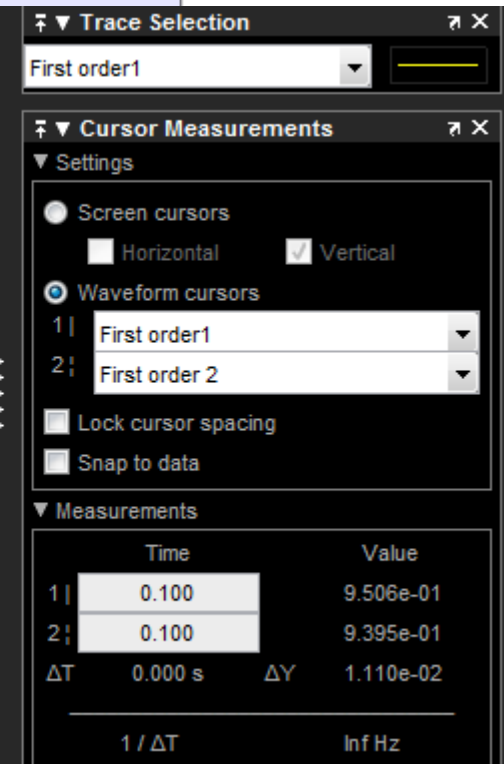 Trace Selection
First order1
Cursor Measurements
Settings
Screen cursors
Horizontal Vertical
Waveform cursors
1 | First order1
2 ¦ First order 2
Lock cursor spacing
Snap to data
Measurements
Time Value
1 | 0.100 9.506e-01
2 ¦ 0.100 9.395e-01
ΔT 0.000 s ΔY 1.110e-02
1 / ΔT Inf Hz